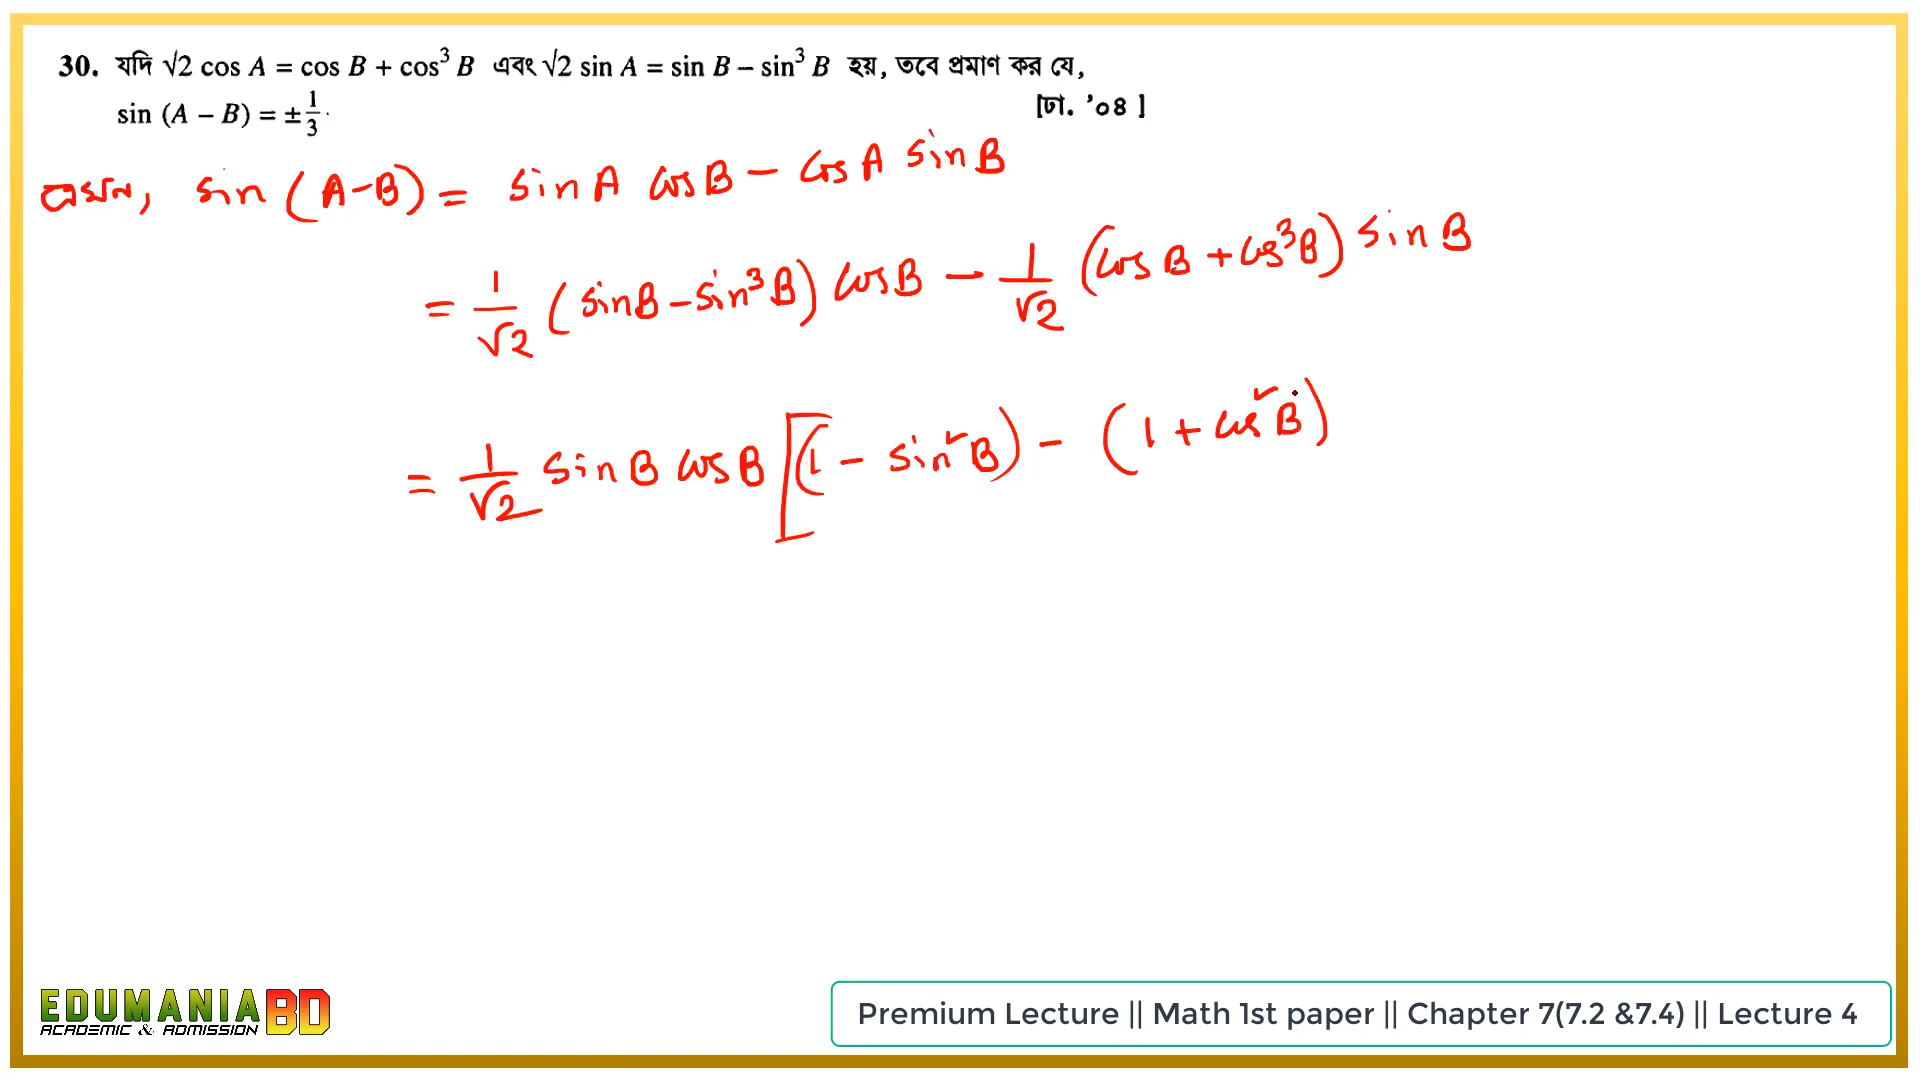 30. যদি √2 cos A = cos B + cos³ B এবং √2 sin A = sin B – sin³ B হয়, তবে প্রমাণ কর যে,
sin (A – B) = ± 1/3 .
[ঢা. '০৪ ]
এখন, sin (A-B) = sin A cos B - cos A sin B
= 1/√2 (sin B - sin³ B) cos B - 1/√2 (cos B + cos³ B) sin B
= 1/√2 sin B cos B [(1 - sin² B) - (1 + cos² B)
EDUMANIA BD
ACADEMIC & ADMISSION
Premium Lecture || Math 1st paper || Chapter 7(7.2 &7.4) || Lecture 4